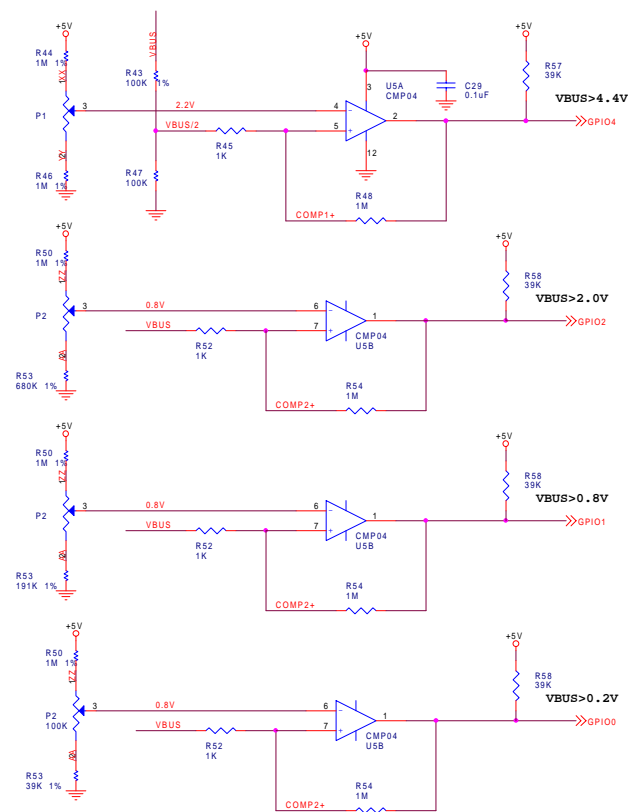 +5V
R44
1M 1%
1XX
P1
3
Y2Y
R46
1M 1%
VBUS
R43
100K 1%
2.2V
VBUS/2
R45
1K
R47
100K
+5V
U5A
CMP04
3
4
5
2
12
C29
0.1uF
R48
1M
COMP1+
+5V
R57
39K
VBUS>4.4V
GPIO4
+5V
R50
1M 1%
1ZZ
P2
3
0.8V
VBUS
R52
1K
R53
680K 1%
6
7
1
CMP04
U5B
R54
1M
COMP2+
+5V
R58
39K
VBUS>2.0V
GPIO2
+5V
R50
1M 1%
1ZZ
P2
3
0.8V
VBUS
R52
1K
R53
191K 1%
6
7
1
CMP04
U5B
R54
1M
COMP2+
+5V
R58
39K
VBUS>0.8V
GPIO1
+5V
R50
1M 1%
1ZZ
P2
100K
3
0.8V
VBUS
R52
1K
R53
39K 1%
6
7
1
CMP04
U5B
R54
1M
COMP2+
+5V
R58
39K
VBUS>0.2V
GPIO0